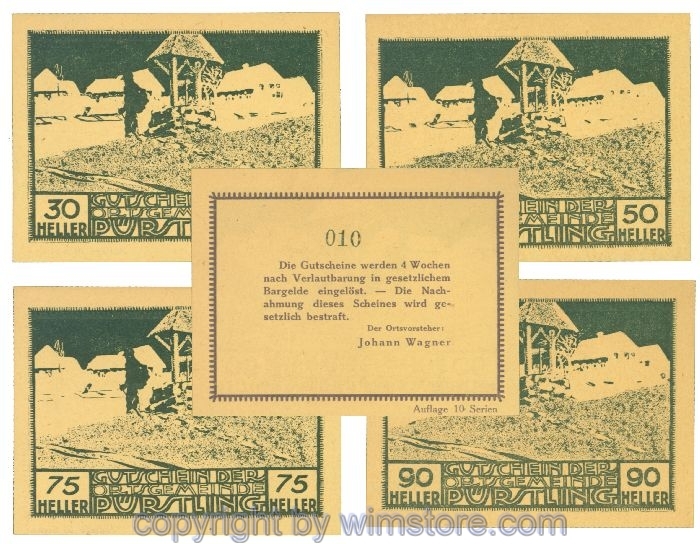 30
HELLER
GUTSCHEIN DER
ORTSGEMEINDE
PÜRSTLING
GUTSCHEIN DER
ORTSGEMEINDE
PÜRSTLING
50
HELLER
010
Die Gutscheine werden 4 Wochen
nach Verlautbarung in gesetzlichem
Bargelde eingelöst. — Die Nach-
ahmung dieses Scheines wird ge-
setzlich bestraft.
Der Ortsvorsteher:
Johann Wagner
Auflage 10 Serien
75
HELLER
GUTSCHEIN DER
ORTSGEMEINDE
PÜRSTLING
75
HELLER
90
HELLER
GUTSCHEIN DER
ORTSGEMEINDE
PÜRSTLING
90
HELLER
copyright by wimstore.com